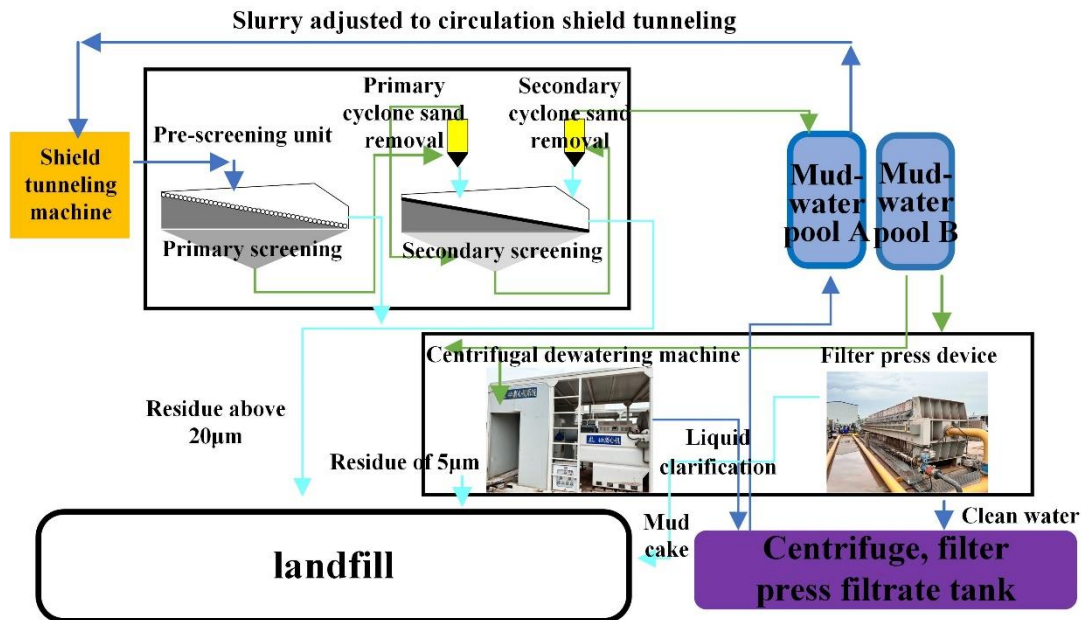 Slurry adjusted to circulation shield tunneling
Primary
cyclone sand
removal
Secondary
cyclone sand
removal
Pre-screening unit
Shield
tunneling
machine
Mud-
water
pool A
Mud-
water
pool B
Primary screening
Secondary screening
Centrifugal dewatering machine
Filter press device
Residue above
20μm
Residue of 5μm
Liquid
clarification
Mud
cake
Clean water
landfill
Centrifuge, filter
press filtrate tank